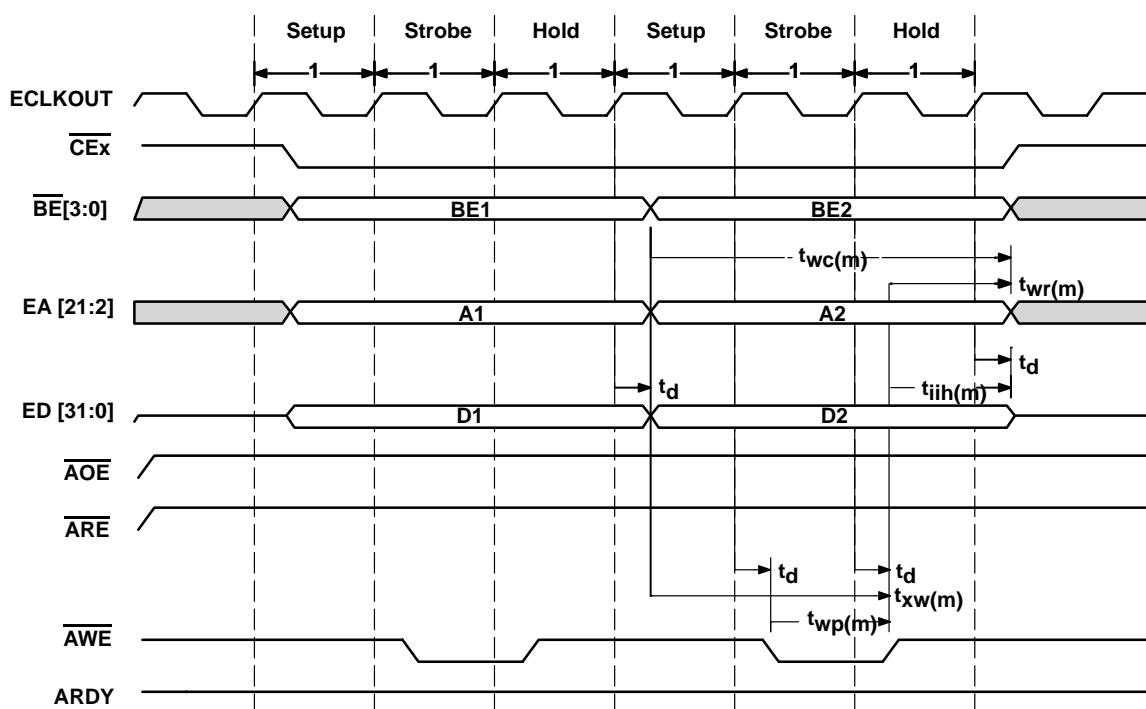 Setup Strobe Hold Setup Strobe Hold
1 1 1 1 1 1
ECLKOUT
CEx
BE[3:0] BE1 BE2
twc(m)
twr(m)
EA [21:2] A1 A2
td
td tiih(m)
ED [31:0] D1 D2
AOE
ARE
td td
txw(m)
twp(m)
AWE
ARDY